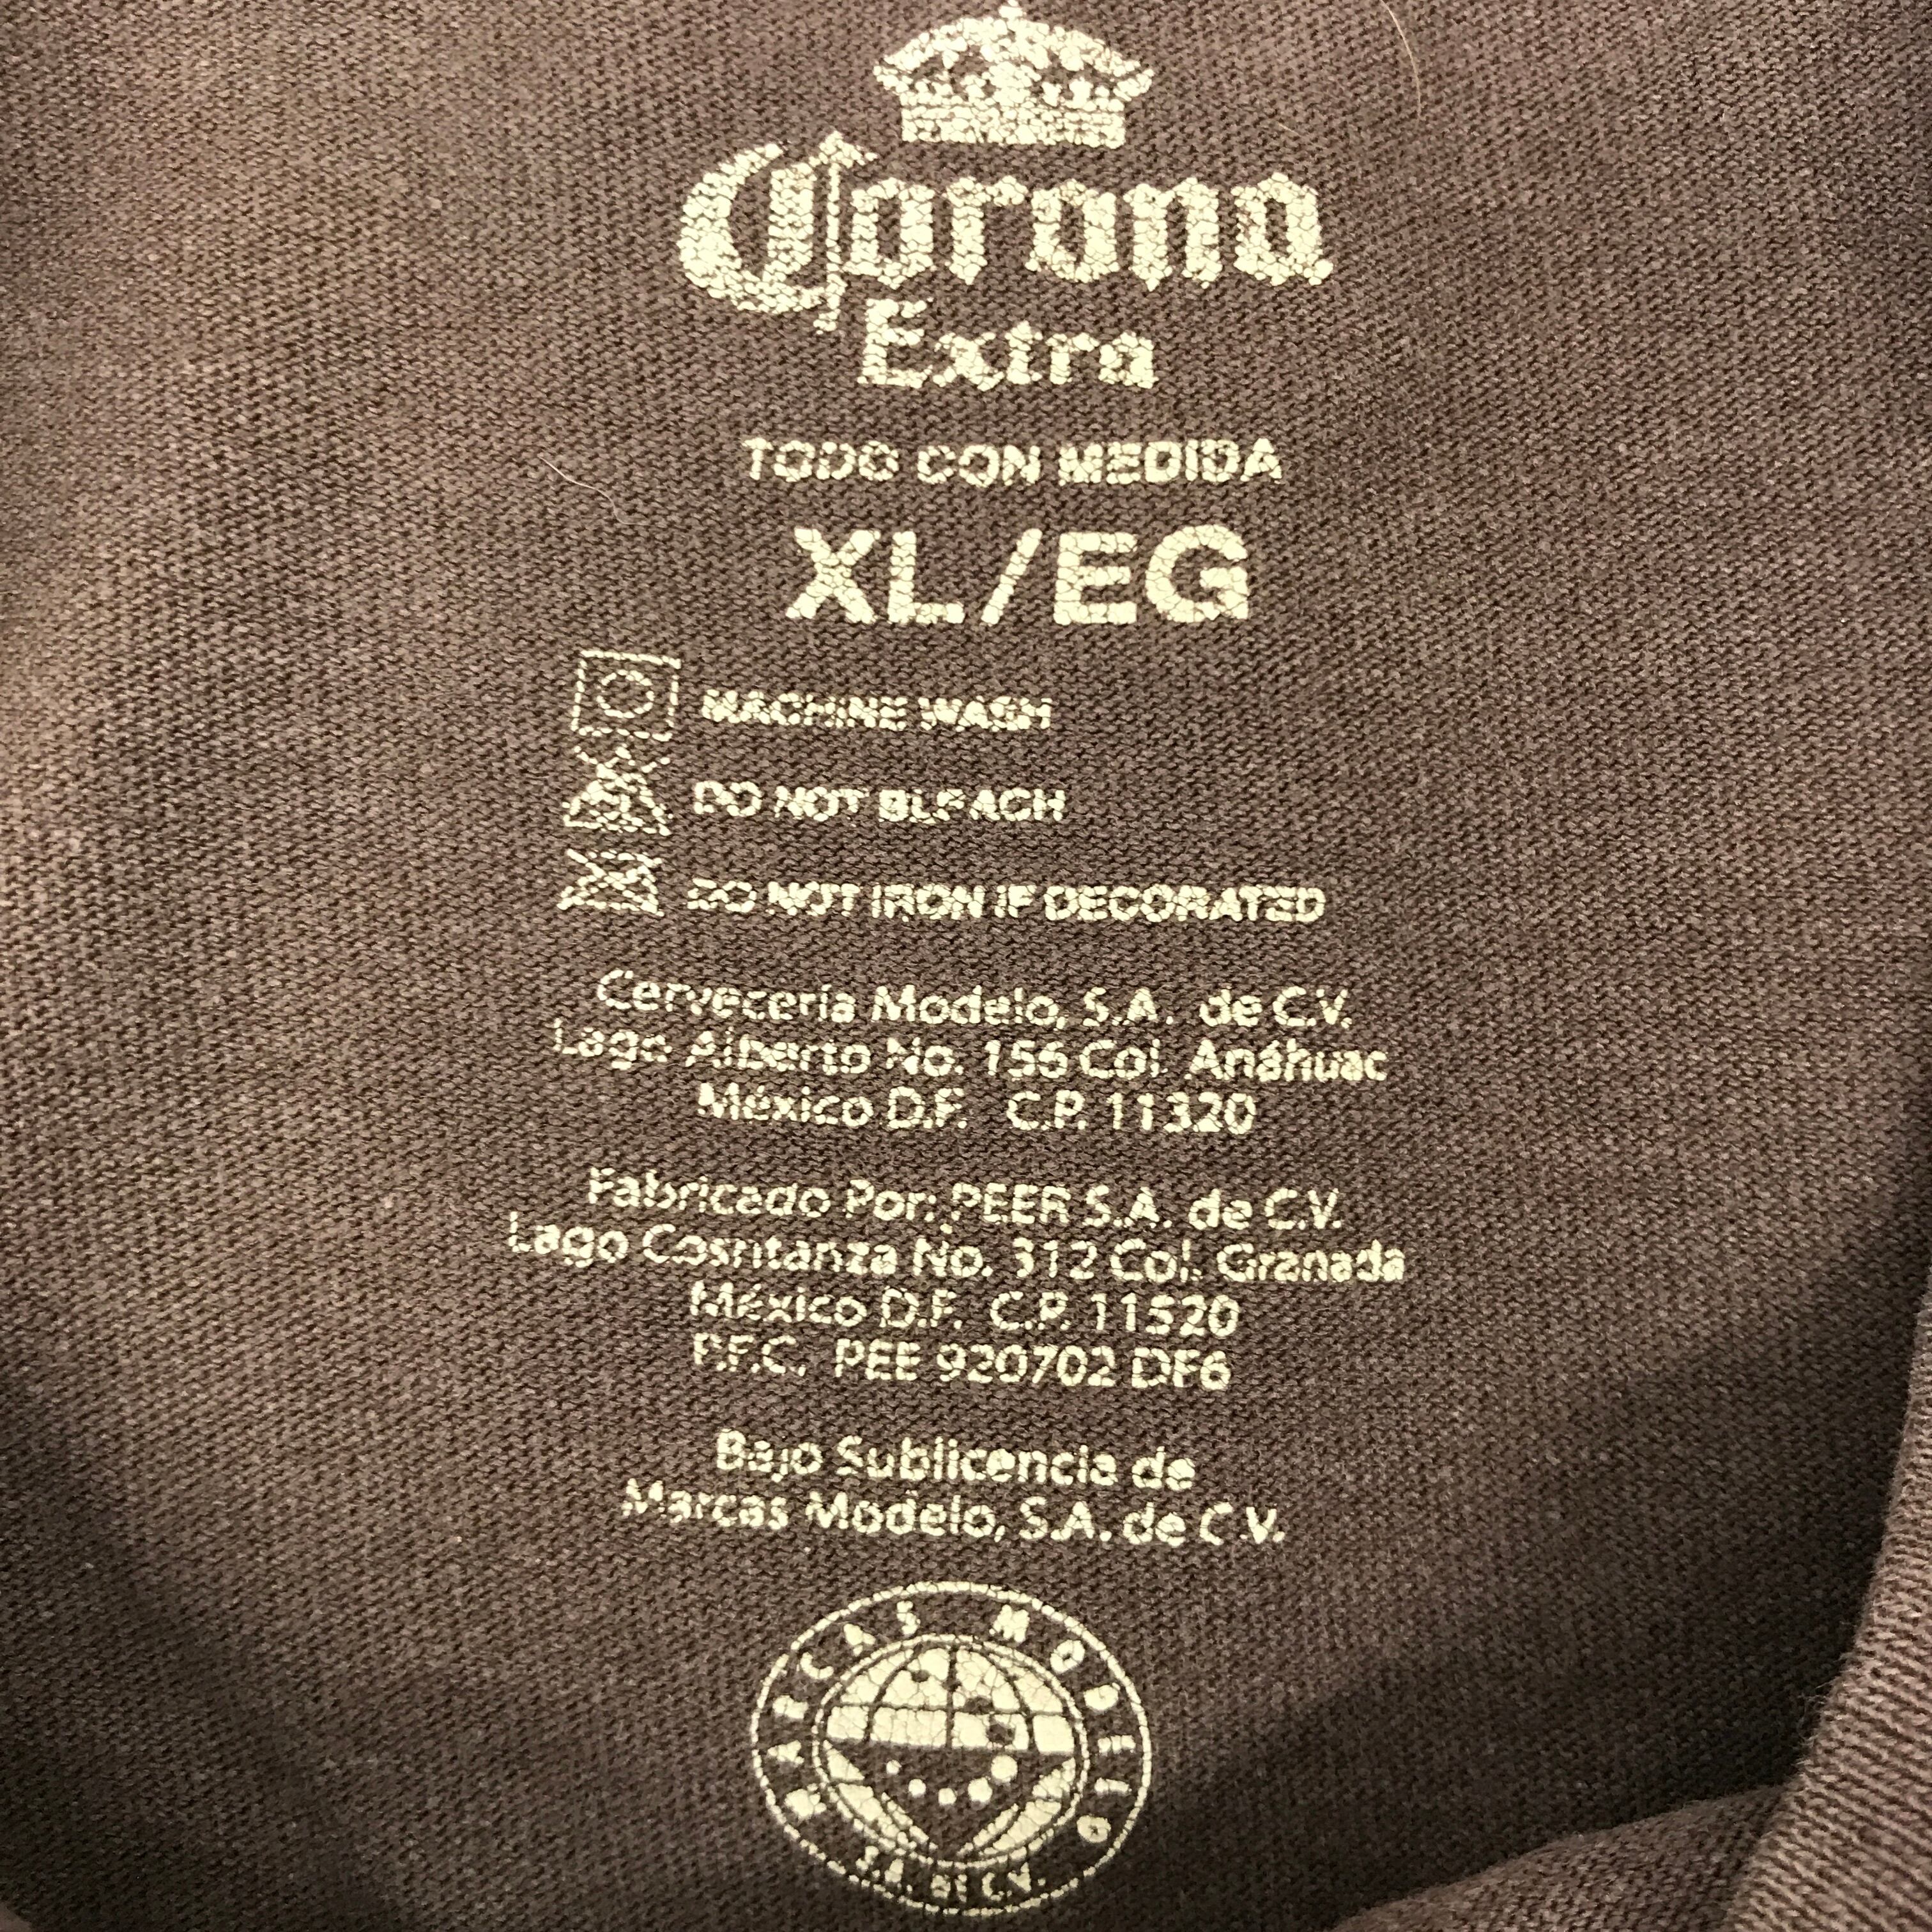 Corona
Extra
TODO CON MEDIDA
XL/EG
MACHINE WASH
DO NOT BLEACH
DO NOT IRON IF DECORATED
Cervecería Modelo, S.A. de C.V.
Lago Alberto No. 156 Col. Anáhuac
México D.F. C.P. 11320
Fabricado Por: PEER S.A. de C.V.
Lago Cosntanza No. 312 Col. Granada
México D.F. C.P. 11520
R.F.C. PEE 920702 DF6
Bajo Sublicencia de
Marcas Modelo, S.A. de C.V.
MARCAS MODELO
S.A. DE C.V.